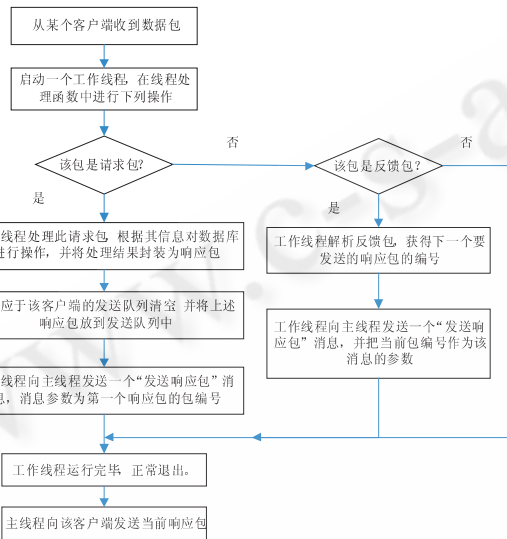 从某个客户端收到数据包
启动一个工作线程，在线程处
理函数中进行下列操作
该包是请求包?
否
该包是反馈包?
否
是
是
线程处理此请求包，根据其信息对数据库
进行操作，并将处理结果封装为响应包
工作线程解析反馈包，获得下一个要
发送的响应包的编号
应于该客户端的发送队列清空，并将上述
响应包放到发送队列中
工作线程向主线程发送一个“发送响
应包”消息，并把当前包编号作为该
消息的参数
线程向主线程发送一个“发送响应包”消
息，消息参数为第一个响应包的包编号
工作线程运行完毕，正常退出。
主线程向该客户端发送当前响应包
www.c-s-a